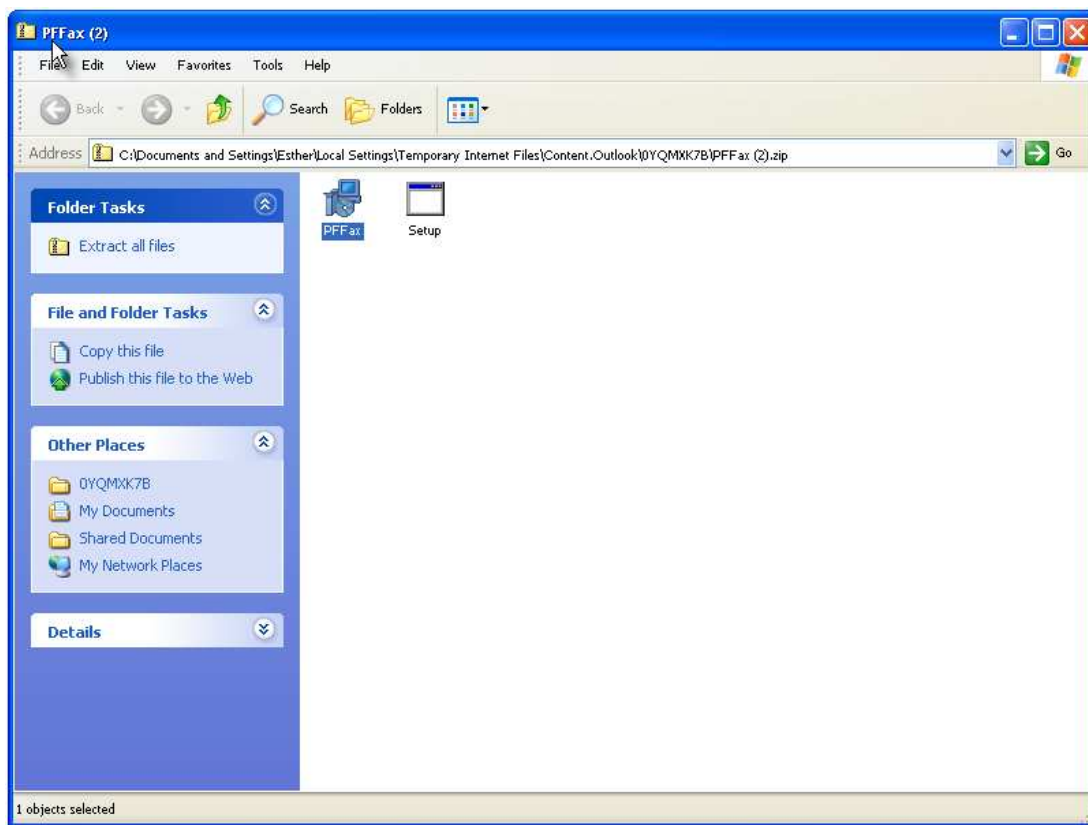 PFFax (2)
File Edit View Favorites Tools Help
Back Search Folders
Address C:\Documents and Settings\Esther\Local Settings\Temporary Internet Files\Content.Outlook\0YQMXK7B\PFFax (2).zip Go
Folder Tasks
Extract all files
File and Folder Tasks
Copy this file
Publish this file to the Web
Other Places
0YQMXK7B
My Documents
Shared Documents
My Network Places
Details
PFFax Setup
1 objects selected